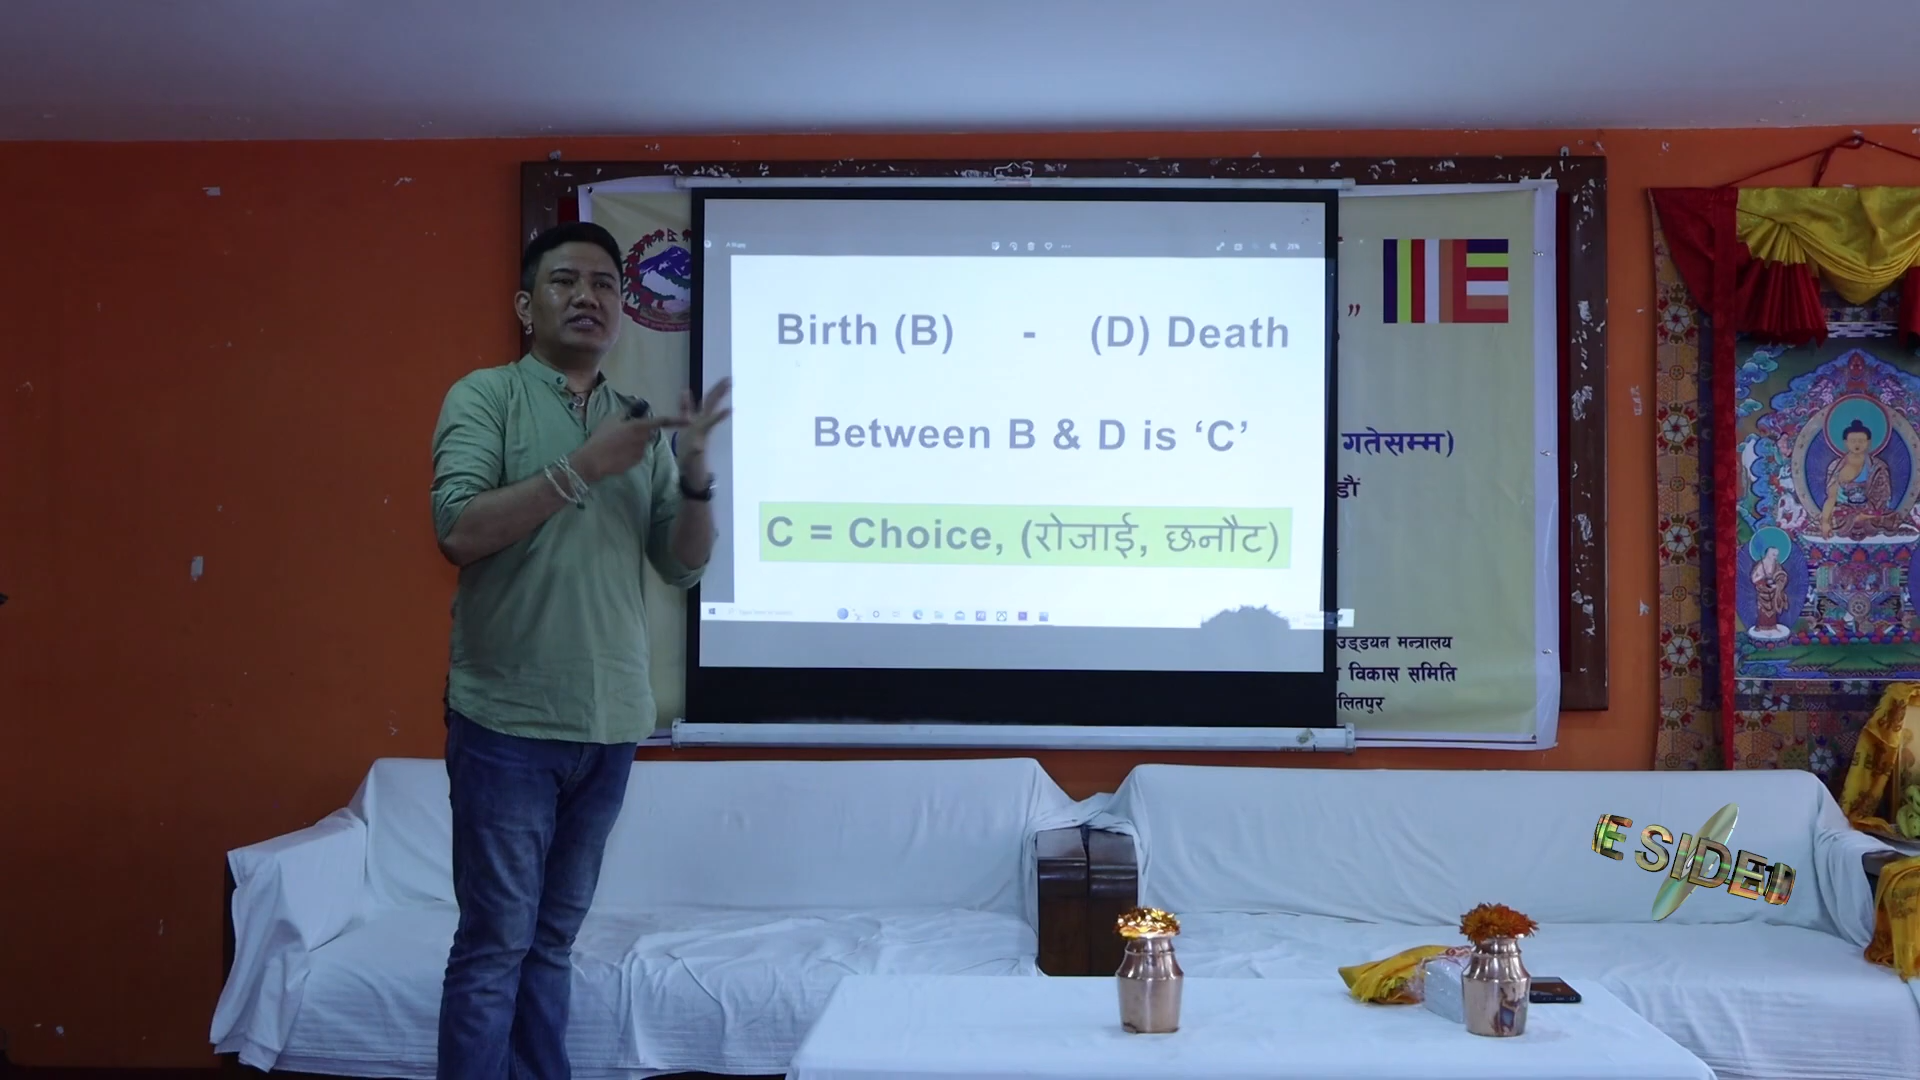 Birth (B) - (D) Death
Between B & D is ‘C’
C = Choice, (रोजाई, छनौट)
”
गतेसम्म)
डौं
उड्डयन मन्त्रालय
विकास समिति
लितपुर
E SIDE